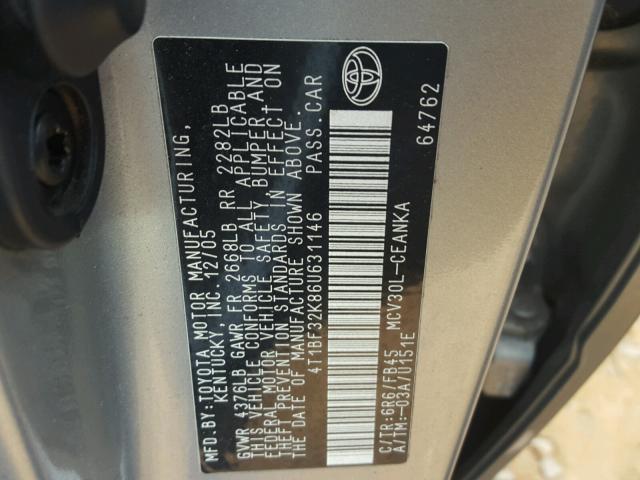 MFD.BY: TOYOTA MOTOR MANUFACTURING,
KENTUCKY, INC. 12/05
GVWR 4376LB GAWR FR 2668LB RR 2282LB
THIS VEHICLE CONFORMS TO ALL APPLICABLE
FEDERAL MOTOR VEHICLE SAFETY BUMPER AND
THEFT PREVENTION STANDARDS IN EFFECT ON
THE DATE OF MANUFACTURE SHOWN ABOVE.
4T1BF32K86U631146 PASS.CAR
C/TR:6R6/FB45 MCV30L-CEANKA
A/TM:-03A/U151E
64762